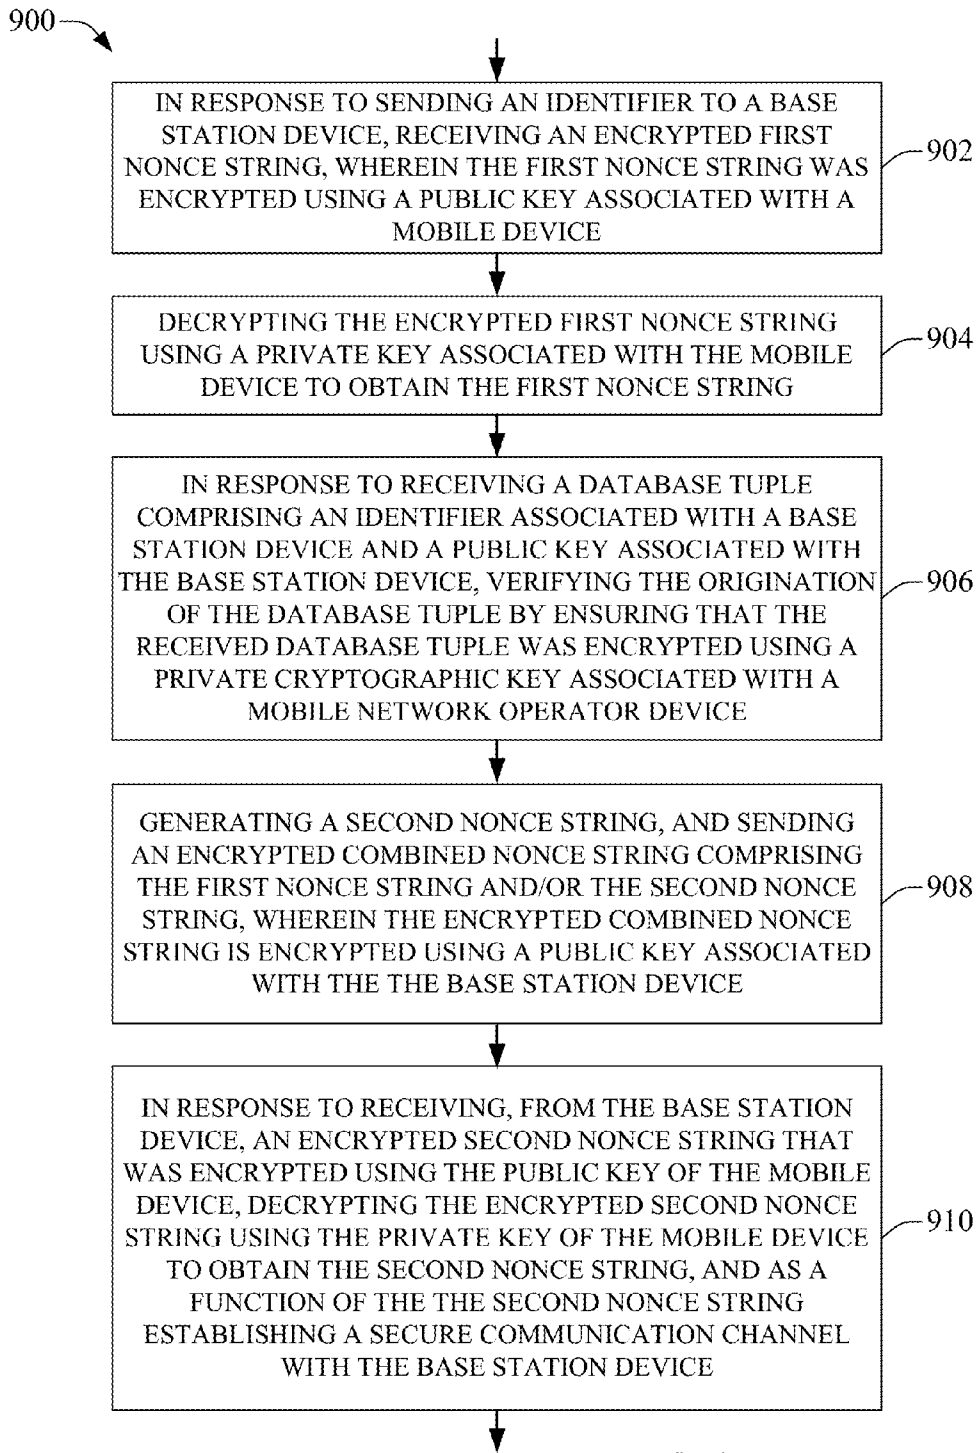 900
IN RESPONSE TO SENDING AN IDENTIFIER TO A BASE
STATION DEVICE, RECEIVING AN ENCRYPTED FIRST
NONCE STRING, WHEREIN THE FIRST NONCE STRING WAS
ENCRYPTED USING A PUBLIC KEY ASSOCIATED WITH A
MOBILE DEVICE
902
DECRYPTING THE ENCRYPTED FIRST NONCE STRING
USING A PRIVATE KEY ASSOCIATED WITH THE MOBILE
DEVICE TO OBTAIN THE FIRST NONCE STRING
904
IN RESPONSE TO RECEIVING A DATABASE TUPLE
COMPRISING AN IDENTIFIER ASSOCIATED WITH A BASE
STATION DEVICE AND A PUBLIC KEY ASSOCIATED WITH
THE BASE STATION DEVICE, VERIFYING THE ORIGINATION
OF THE DATABASE TUPLE BY ENSURING THAT THE
RECEIVED DATABASE TUPLE WAS ENCRYPTED USING A
PRIVATE CRYPTOGRAPHIC KEY ASSOCIATED WITH A
MOBILE NETWORK OPERATOR DEVICE
906
GENERATING A SECOND NONCE STRING, AND SENDING
AN ENCRYPTED COMBINED NONCE STRING COMPRISING
THE FIRST NONCE STRING AND/OR THE SECOND NONCE
STRING, WHEREIN THE ENCRYPTED COMBINED NONCE
STRING IS ENCRYPTED USING A PUBLIC KEY ASSOCIATED
WITH THE THE BASE STATION DEVICE
908
IN RESPONSE TO RECEIVING, FROM THE BASE STATION
DEVICE, AN ENCRYPTED SECOND NONCE STRING THAT
WAS ENCRYPTED USING THE PUBLIC KEY OF THE MOBILE
DEVICE, DECRYPTING THE ENCRYPTED SECOND NONCE
STRING USING THE PRIVATE KEY OF THE MOBILE DEVICE
TO OBTAIN THE SECOND NONCE STRING, AND AS A
FUNCTION OF THE THE SECOND NONCE STRING
ESTABLISHING A SECURE COMMUNICATION CHANNEL
WITH THE BASE STATION DEVICE
910